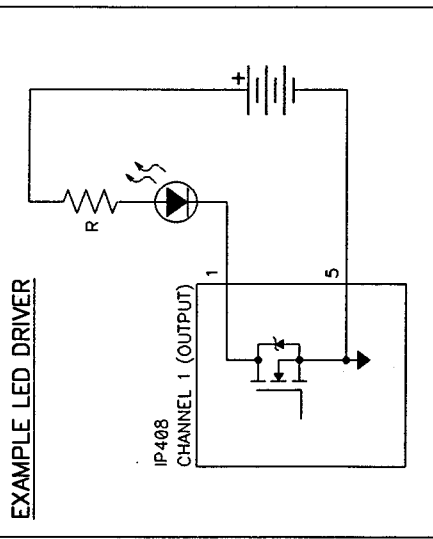 EXAMPLE LED DRIVER
IP408
CHANNEL 1 (OUTPUT)
R
+
1
5